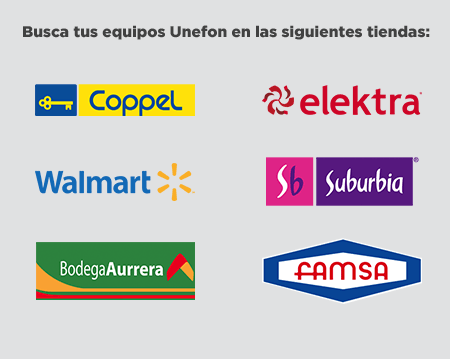 Busca tus equipos Unefon en las siguientes tiendas:
Coppel
elektra
Walmart
Sb Suburbia®
BodegaAurrera
FAMSA